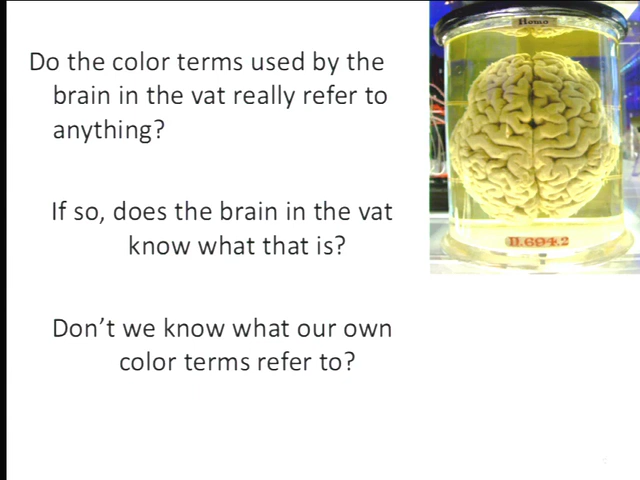 Do the color terms used by the
brain in the vat really refer to
anything?
If so, does the brain in the vat
know what that is?
Don’t we know what our own
color terms refer to?
Homo
11.694.2